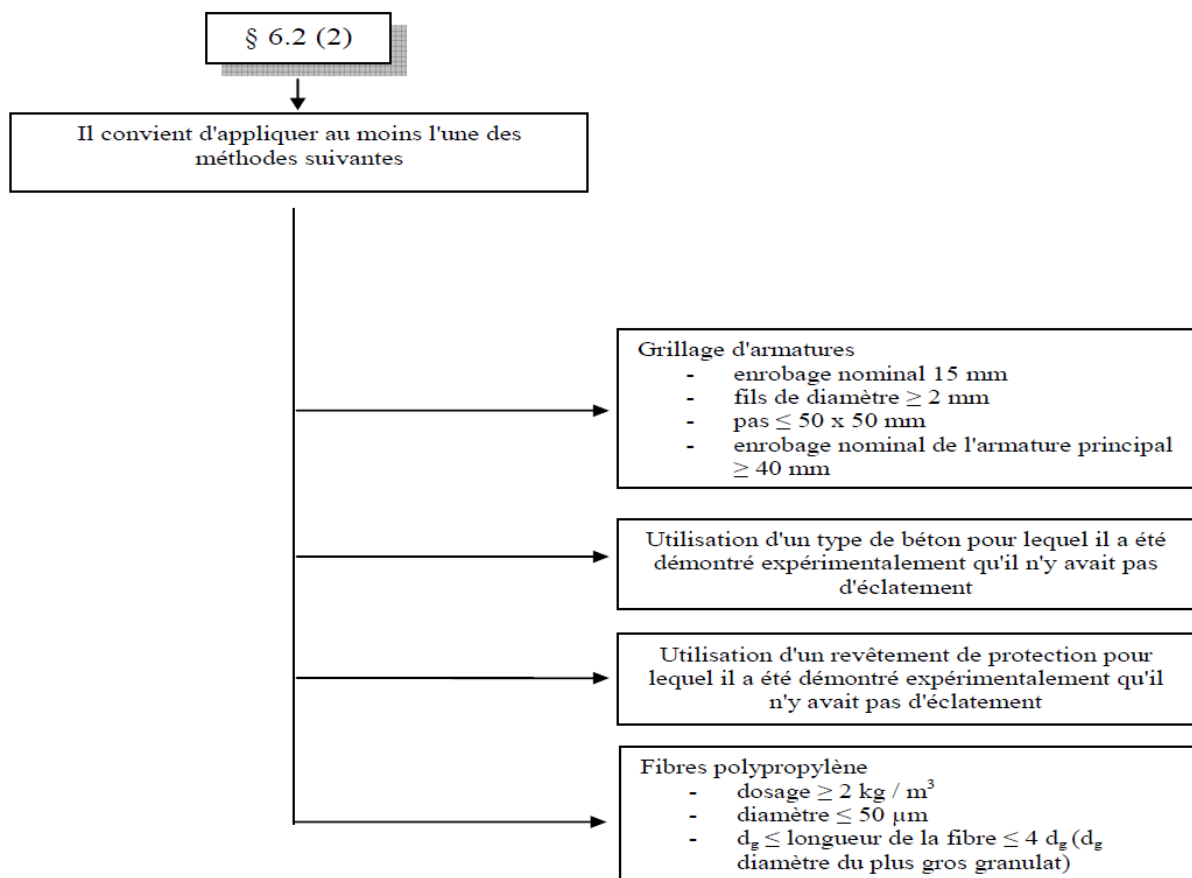 § 6.2 (2)
Il convient d'appliquer au moins l'une des
méthodes suivantes
Grillage d'armatures
- enrobage nominal 15 mm
- fils de diamètre ≥ 2 mm
- pas ≤ 50 x 50 mm
- enrobage nominal de l'armature principal
≥ 40 mm
Utilisation d'un type de béton pour lequel il a été
démontré expérimentalement qu'il n'y avait pas
d'éclatement
Utilisation d'un revêtement de protection pour
lequel il a été démontré expérimentalement qu'il
n'y avait pas d'éclatement
Fibres polypropylène
- dosage ≥ 2 kg / m³
- diamètre ≤ 50 µm
- dg ≤ longueur de la fibre ≤ 4 dg (dg
diamètre du plus gros granulat)